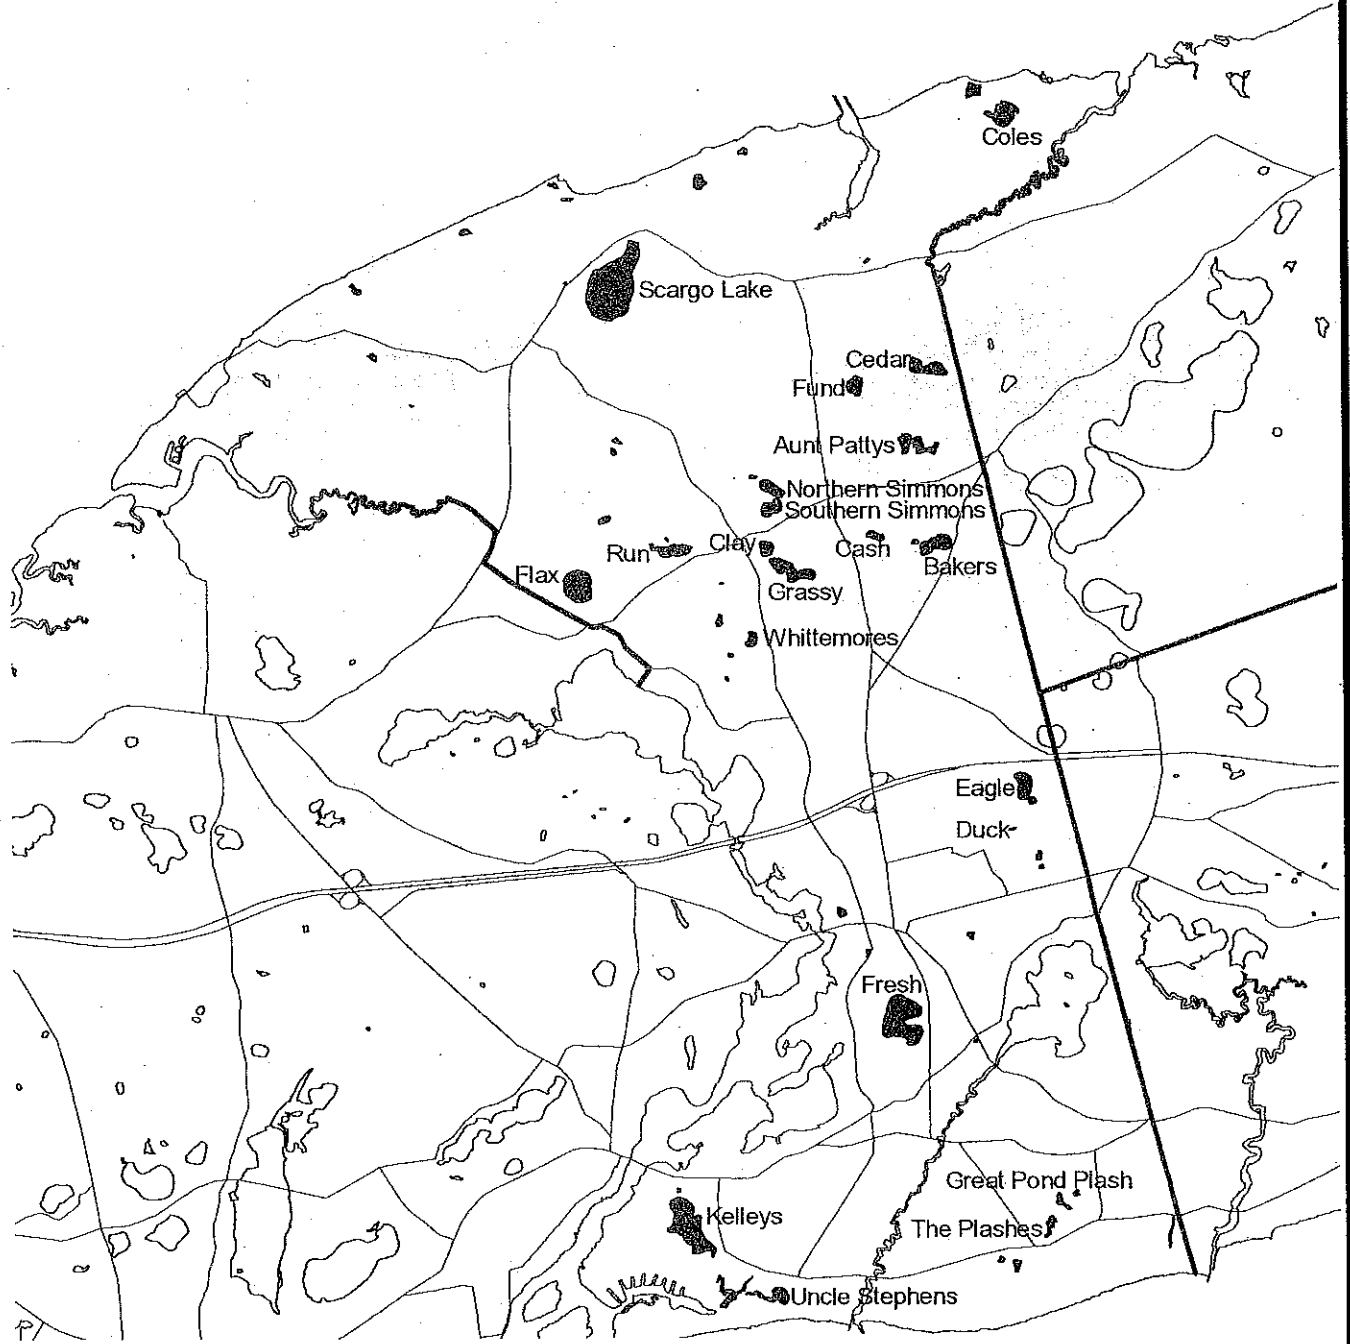 Coles
Scargo Lake
Cedar
Fund
Aunt Pattys
Northern Simmons
Southern Simmons
Clay
Cash
Run
Bakers
Flax
Grassy
Whittemores
Eagle
Duck
Fresh
Great Pond Plash
Kelleys
The Plashes
Uncle Stephens